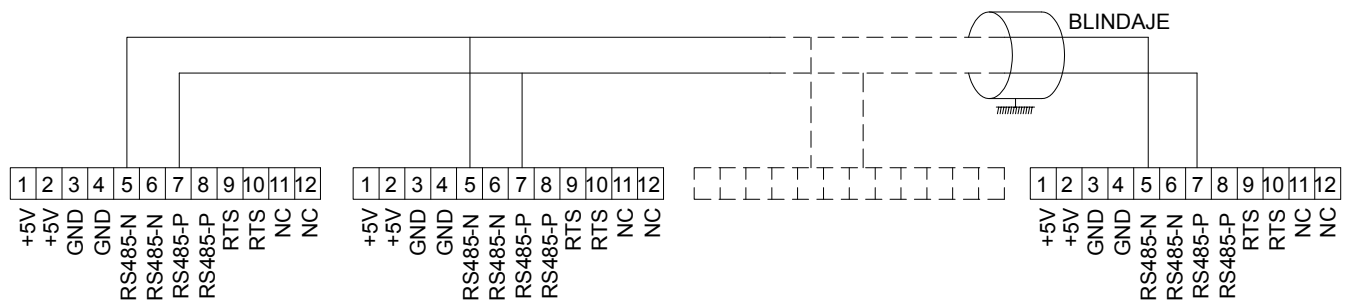 BLINDAJE
1 2 3 4 5 6 7 8 9 10 11 12
+5V +5V GND GND RS485-N RS485-N RS485-P RS485-P RTS RTS NC NC
1 2 3 4 5 6 7 8 9 10 11 12
+5V +5V GND GND RS485-N RS485-N RS485-P RS485-P RTS RTS NC NC
1 2 3 4 5 6 7 8 9 10 11 12
+5V +5V GND GND RS485-N RS485-N RS485-P RS485-P RTS RTS NC NC